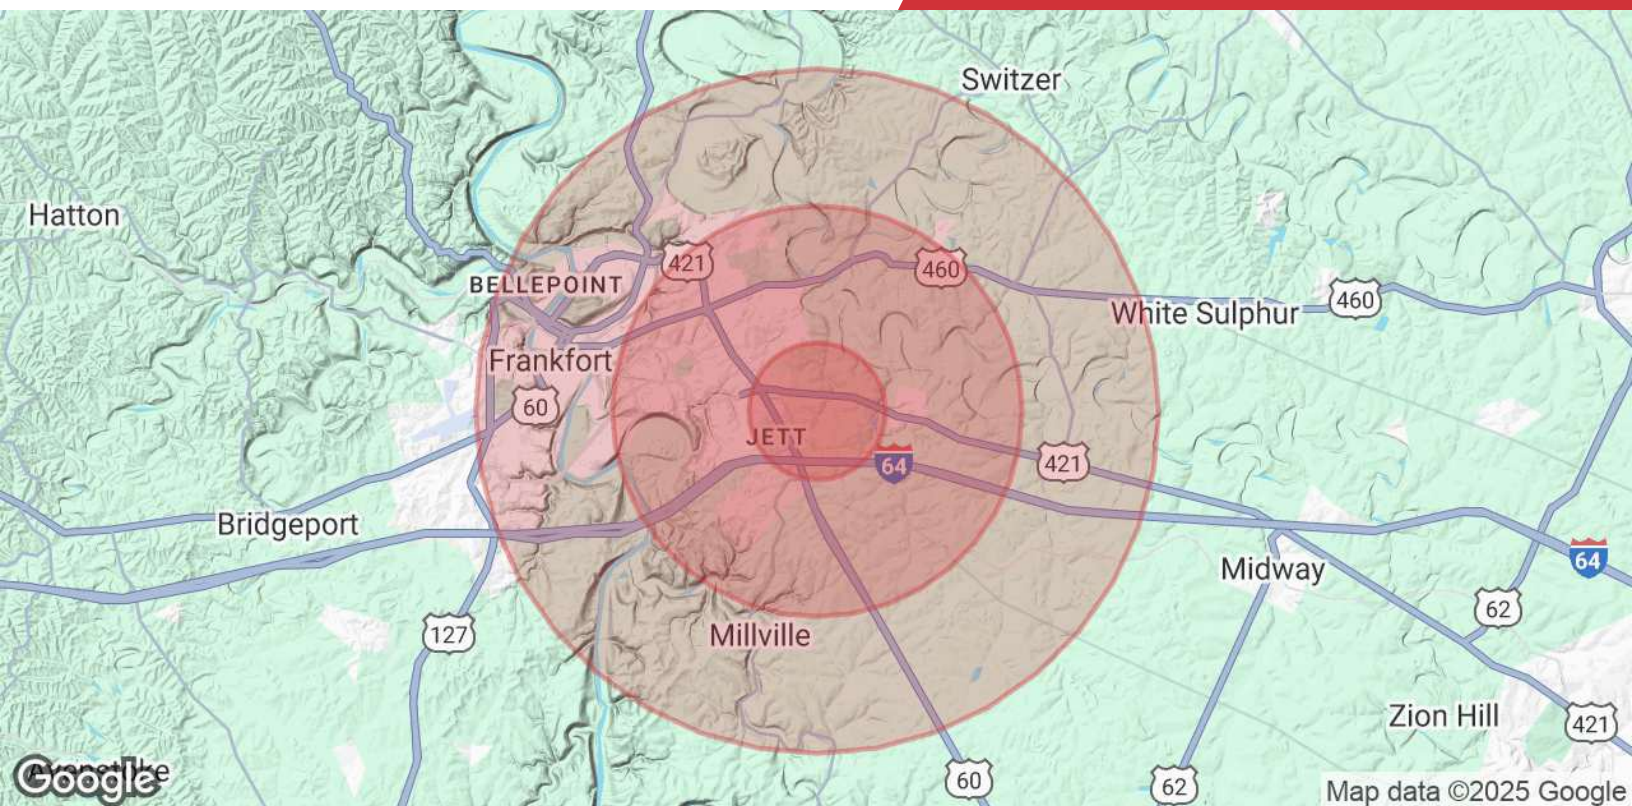 Switzer
Hatton
421
460
BELLEPOINT
460
White Sulphur
Frankfort
60
JETT
64
421
Bridgeport
64
Midway
62
127
Millville
Zion Hill
421
Google
60
62
Map data ©2025 Google